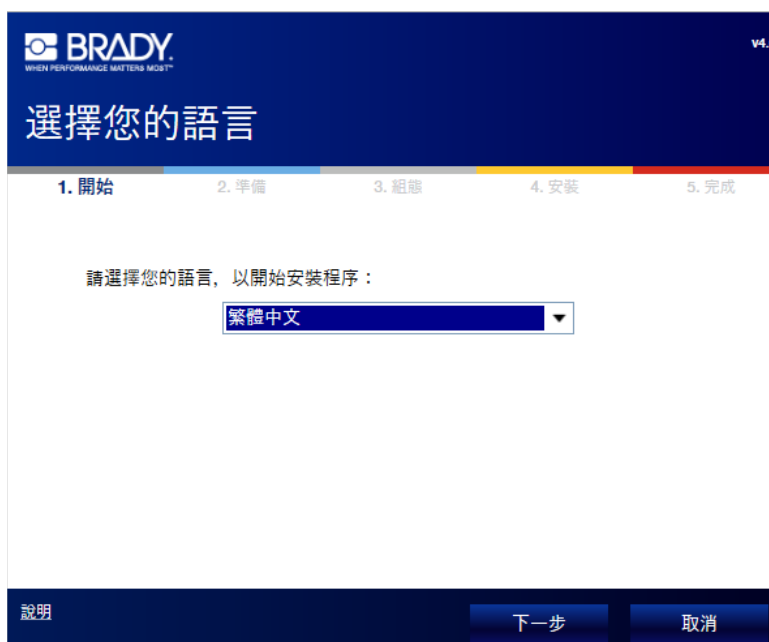 BRADY.
WHEN PERFORMANCE MATTERS MOST™
v4.
選擇您的語言
1. 開始
2. 準備
3. 組態
4. 安裝
5. 完成
請選擇您的語言，以開始安裝程序：
繁體中文
說明
下一步
取消